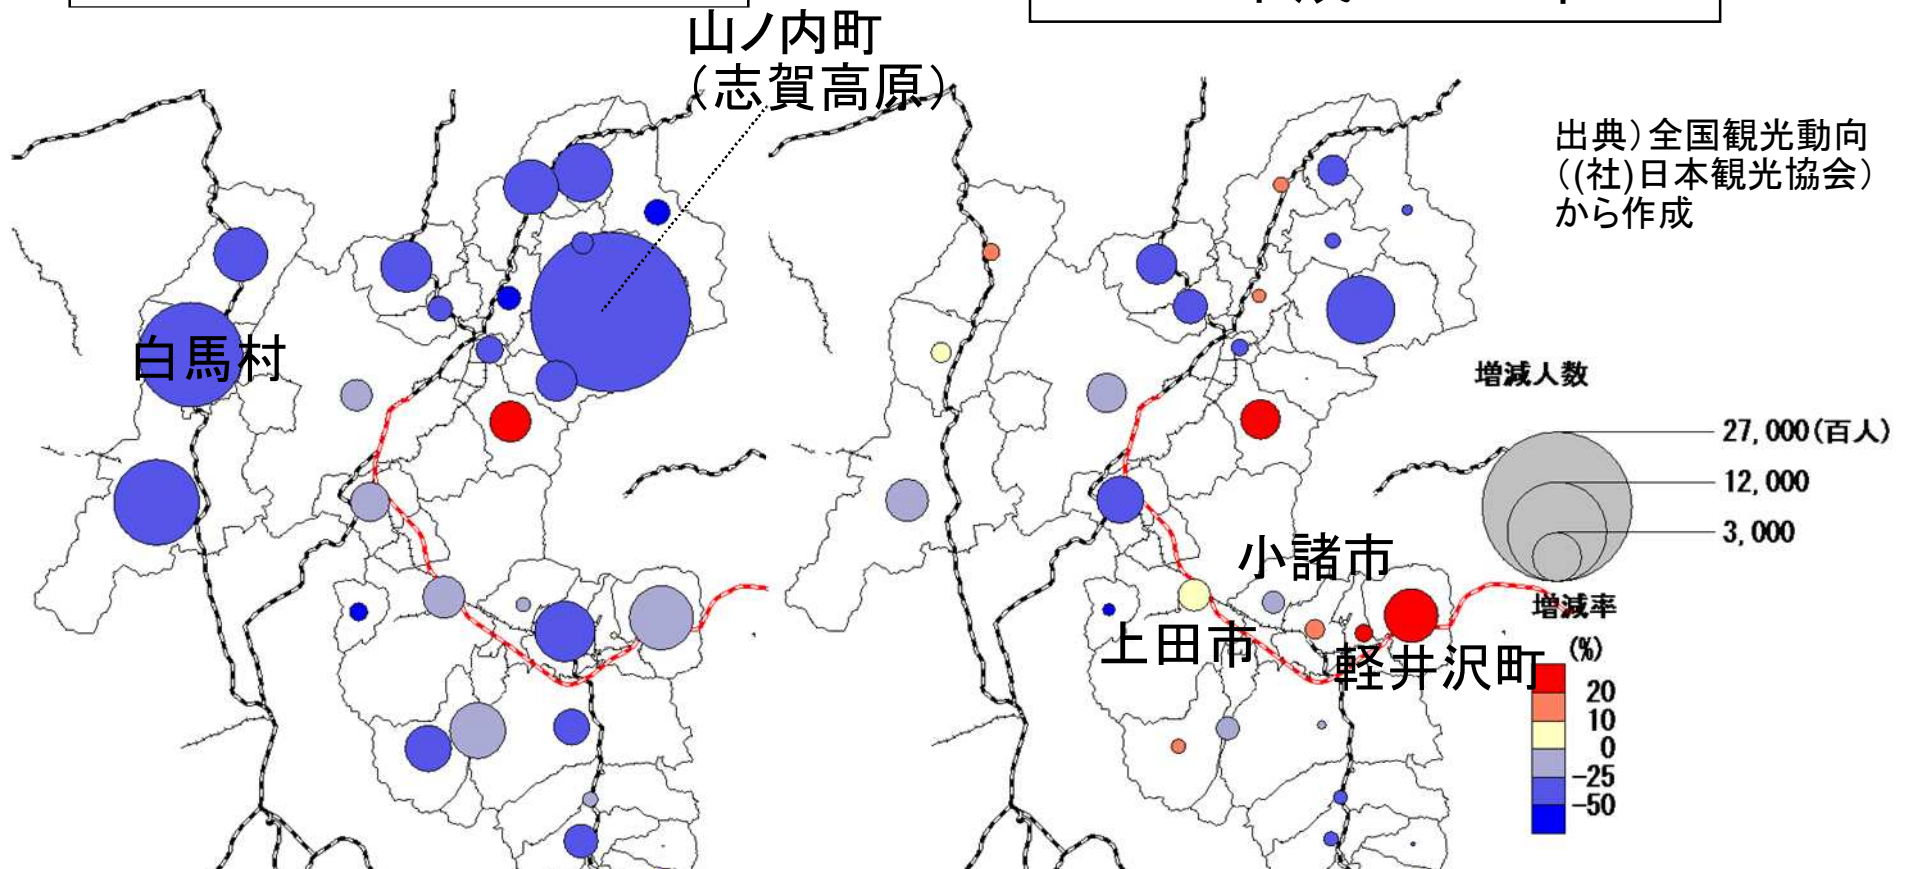 山ノ内町
（志賀高原）
出典）全国観光動向
（(社)日本観光協会）
から作成
白馬村
増減人数
27,000(百人)
12,000
3,000
小諸市
上田市
軽井沢町
増減率
(%)
20
10
0
-25
-50